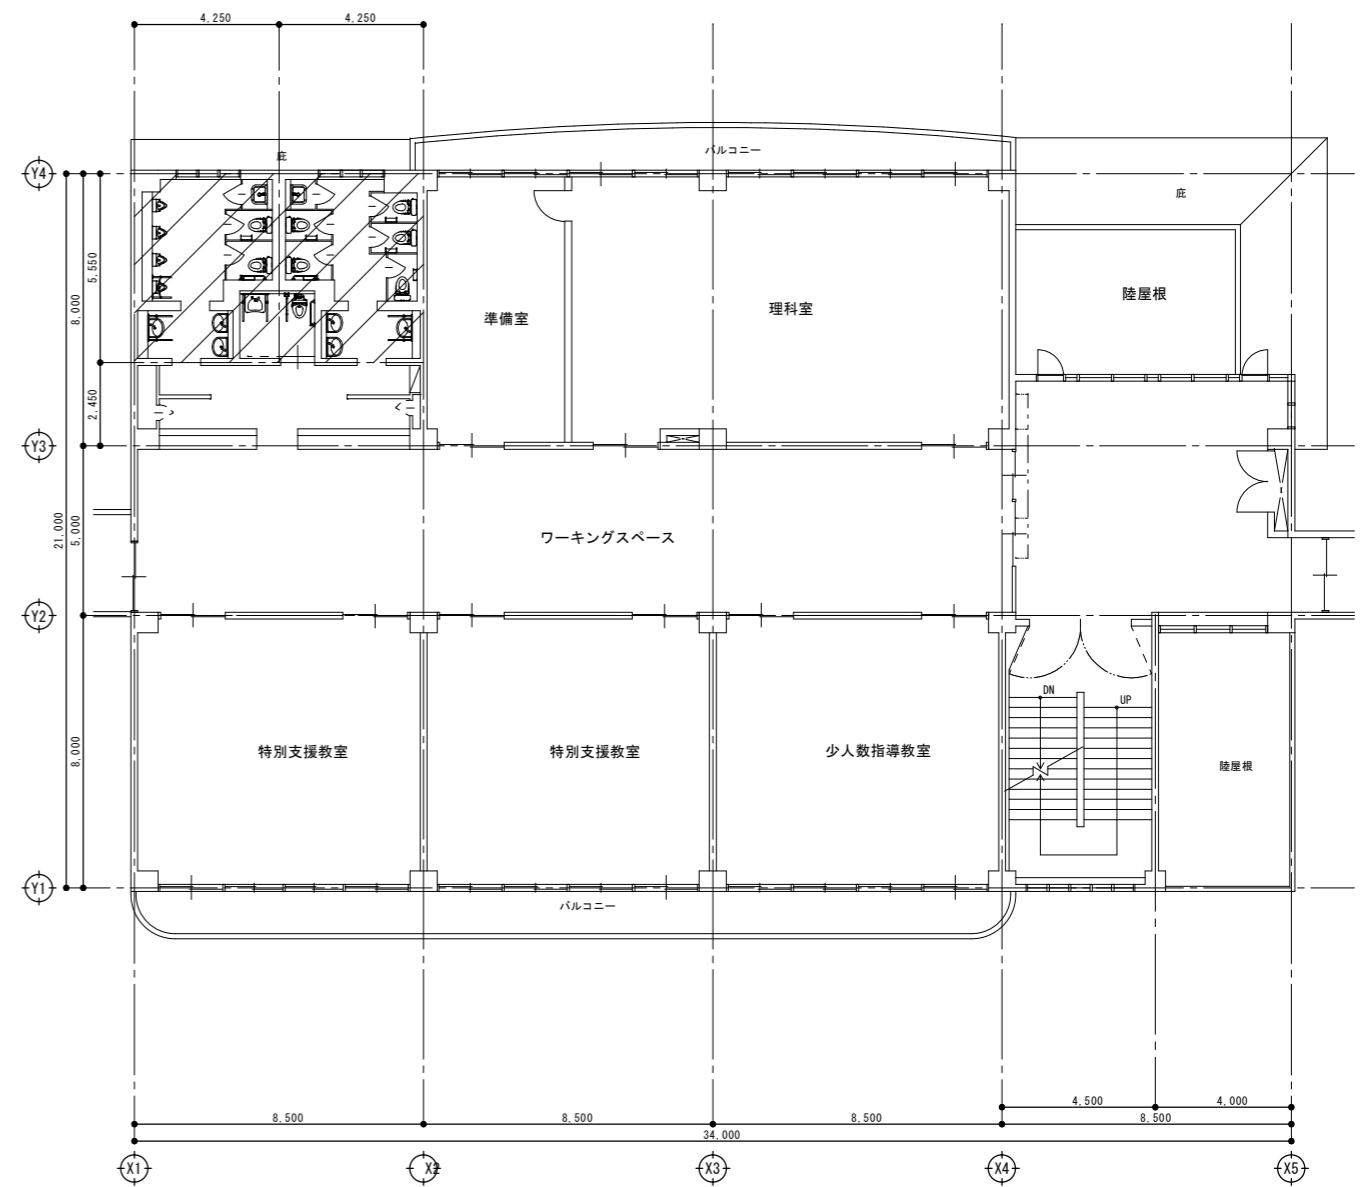 4,250
4,250
庇
バルコニー
Y4
庇
5,550
8,000
陸屋根
準備室
理科室
2,450
Y3
21,000
5,000
ワーキングスペース
Y2
DN
UP
特別支援教室
特別支援教室
少人数指導教室
陸屋根
8,000
Y1
バルコニー
4,500
4,000
8,500
8,500
8,500
8,500
34,000
X1
X2
X3
X4
X5